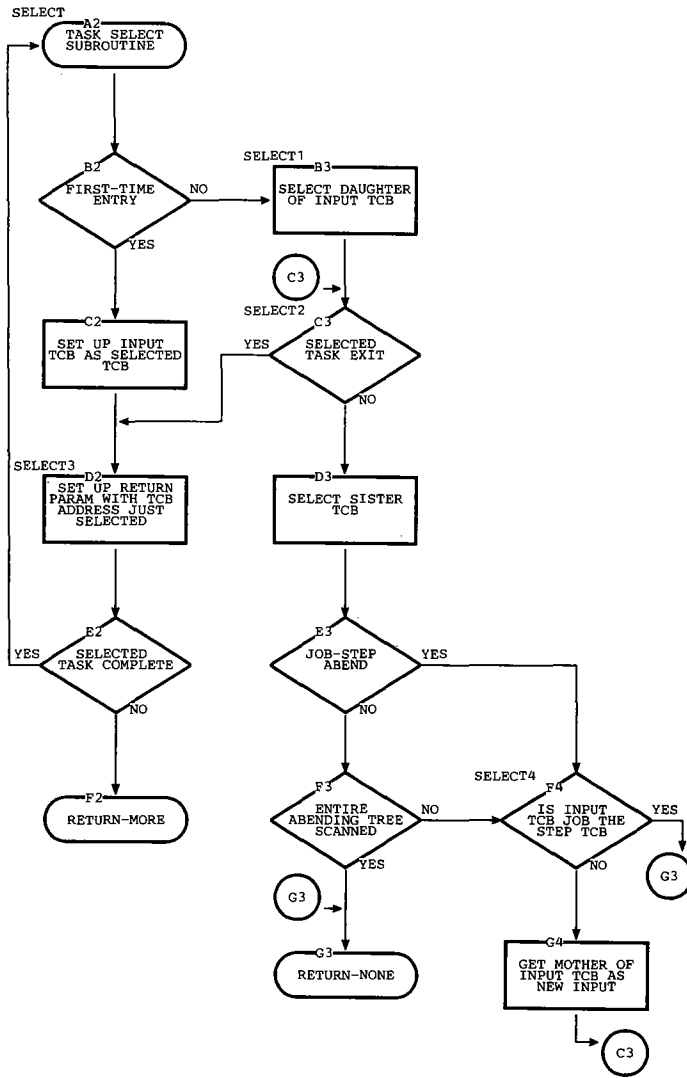 SELECT
A2
TASK SELECT
SUBROUTINE
B2
FIRST-TIME
ENTRY
NO
YES
SELECT1
B3
SELECT DAUGHTER
OF INPUT TCB
C3
C2
SET UP INPUT
TCB AS SELECTED
TCB
SELECT2
C3
SELECTED
TASK EXIT
YES
NO
SELECT3
D2
SET UP RETURN
PARAM WITH TCB
ADDRESS JUST
SELECTED
D3
SELECT SISTER
TCB
E2
SELECTED
TASK COMPLETE
YES
NO
E3
JOB-STEP
ABEND
YES
NO
F2
RETURN-MORE
F3
ENTIRE
ABENDING TREE
SCANNED
NO
YES
SELECT4
F4
IS INPUT
TCB JOB THE
STEP TCB
YES
NO
G3
G3
G3
RETURN-NONE
G4
GET MOTHER OF
INPUT TCB AS
NEW INPUT
C3